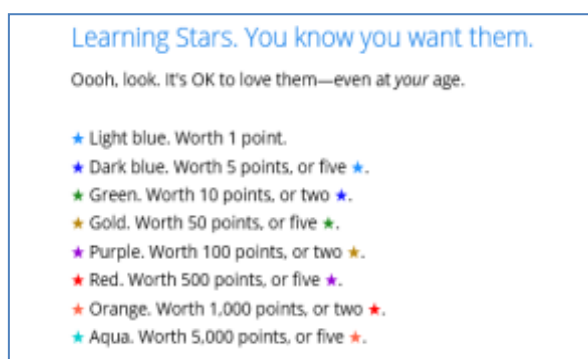 Learning Stars. You know you want them.
Oooh, look. It's OK to love them—even at your age.
★ Light blue. Worth 1 point.
★ Dark blue. Worth 5 points, or five ★.
★ Green. Worth 10 points, or two ★.
★ Gold. Worth 50 points, or five ★.
★ Purple. Worth 100 points, or two ★.
★ Red. Worth 500 points, or five ★.
★ Orange. Worth 1,000 points, or two ★.
★ Aqua. Worth 5,000 points, or five ★.